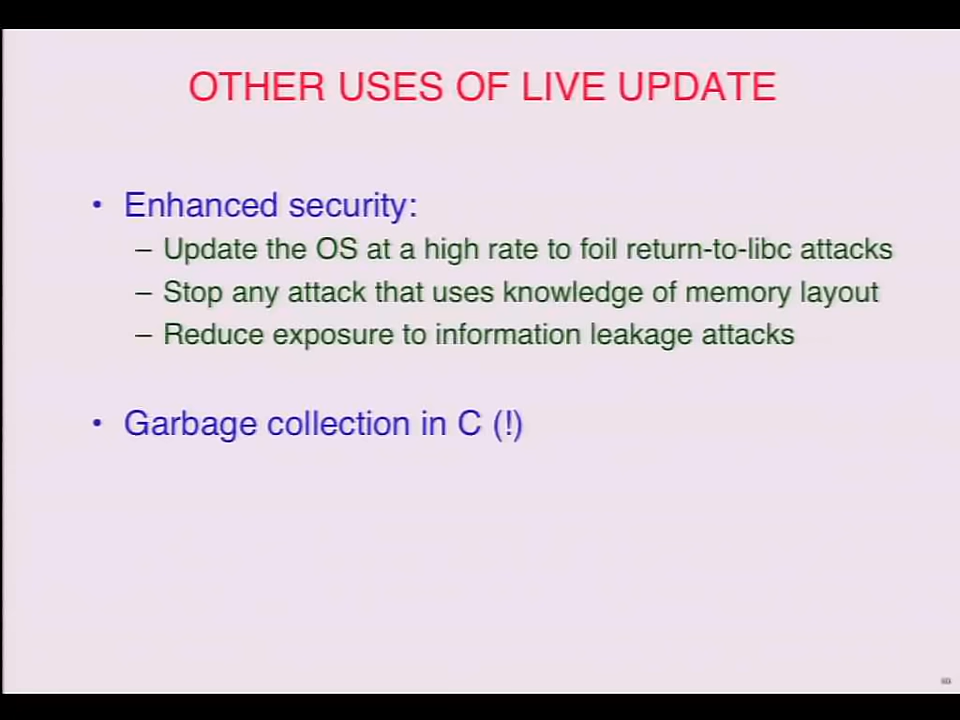 OTHER USES OF LIVE UPDATE
• Enhanced security:
– Update the OS at a high rate to foil return-to-libc attacks
– Stop any attack that uses knowledge of memory layout
– Reduce exposure to information leakage attacks
• Garbage collection in C (!)